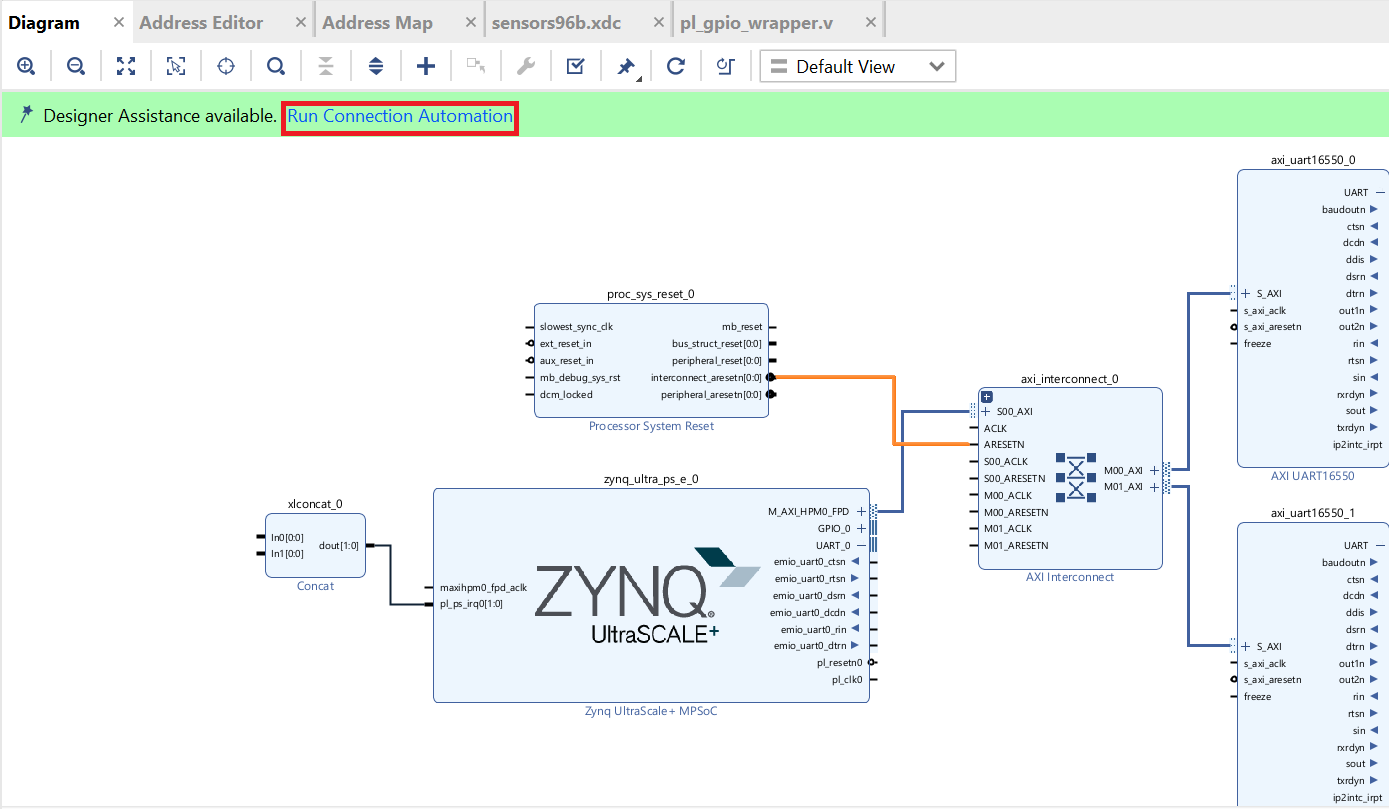 Diagram
Address Editor
Address Map
sensors96b.xdc
pl_gpio_wrapper.v
Default View
Designer Assistance available. Run Connection Automation
proc_sys_reset_0
slowest_sync_clk
ext_reset_in
aux_reset_in
mb_debug_sys_rst
dcm_locked
mb_reset
bus_struct_reset[0:0]
peripheral_reset[0:0]
interconnect_aresetn[0:0]
peripheral_aresetn[0:0]
Processor System Reset
xlconcat_0
In0[0:0]
In1[0:0]
dout[1:0]
Concat
zynq_ultra_ps_e_0
maxihpm0_fpd_aclk
pl_ps_irq0[1:0]
ZYNQ
UltraSCALE+
M_AXI_HPM0_FPD
GPIO_0
UART_0
emio_uart0_ctsn
emio_uart0_rtsn
emio_uart0_dsrn
emio_uart0_dcdn
emio_uart0_rin
emio_uart0_dtrn
pl_resetn0
pl_clk0
Zynq UltraScale+ MPSoC
axi_interconnect_0
S00_AXI
ACLK
ARESETN
S00_ACLK
S00_ARESETN
M00_ACLK
M00_ARESETN
M01_ACLK
M01_ARESETN
M00_AXI
M01_AXI
AXI Interconnect
axi_uart16550_0
S_AXI
s_axi_aclk
s_axi_aresetn
freeze
UART
baudoutn
ctsn
dcdn
ddis
dsrn
dtrn
out1n
out2n
rin
rtsn
sin
rxrdyn
sout
txrdyn
ip2intc_irpt
AXI UART16550
axi_uart16550_1
S_AXI
s_axi_aclk
s_axi_aresetn
freeze
UART
baudoutn
ctsn
dcdn
ddis
dsrn
dtrn
out1n
out2n
rin
rtsn
sin
rxrdyn
sout
txrdyn
ip2intc_irpt